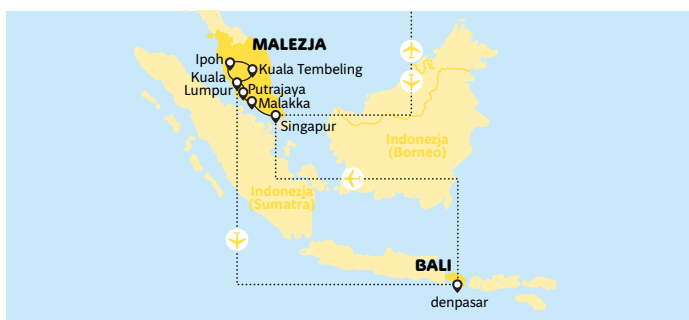 MALEZJA
Ipoh
Kuala Tembeling
Kuala
Lumpur
Putrajaya
Malakka
Singapur
Indonezja
(Borneo)
Indonezja
(Sumatra)
BALI
denpasar